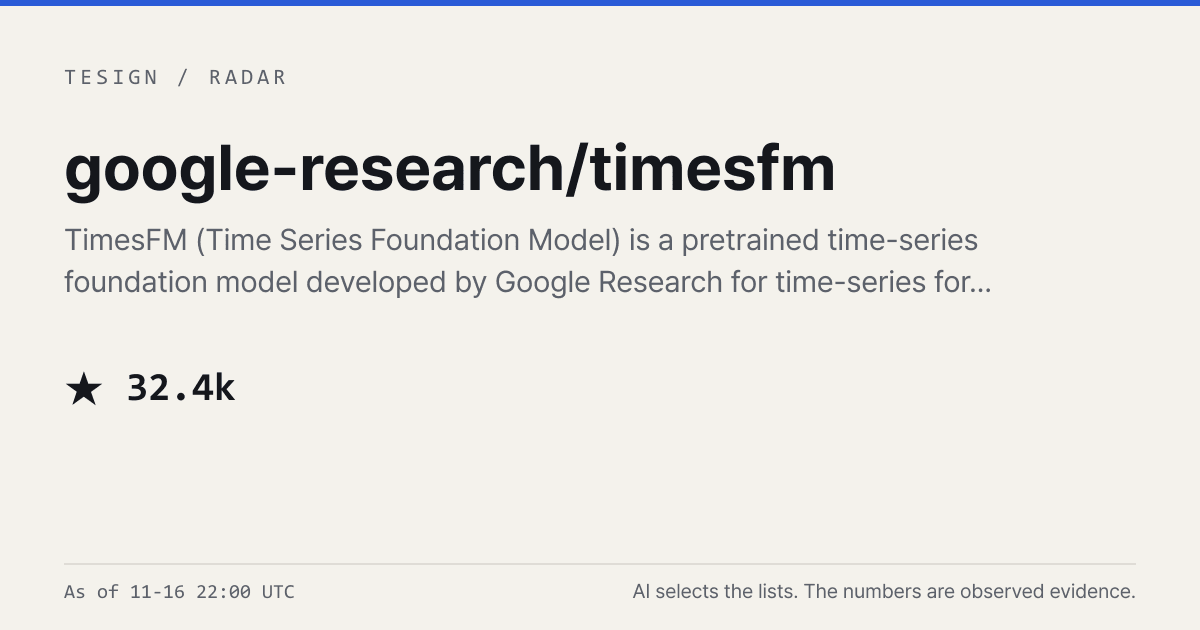 TESIGN / RADAR
google-research/timesfm
TimesFM (Time Series Foundation Model) is a pretrained time-series
foundation model developed by Google Research for time-series for...
★ 32.4k
As of 11-16 22:00 UTC
AI selects the lists. The numbers are observed evidence.